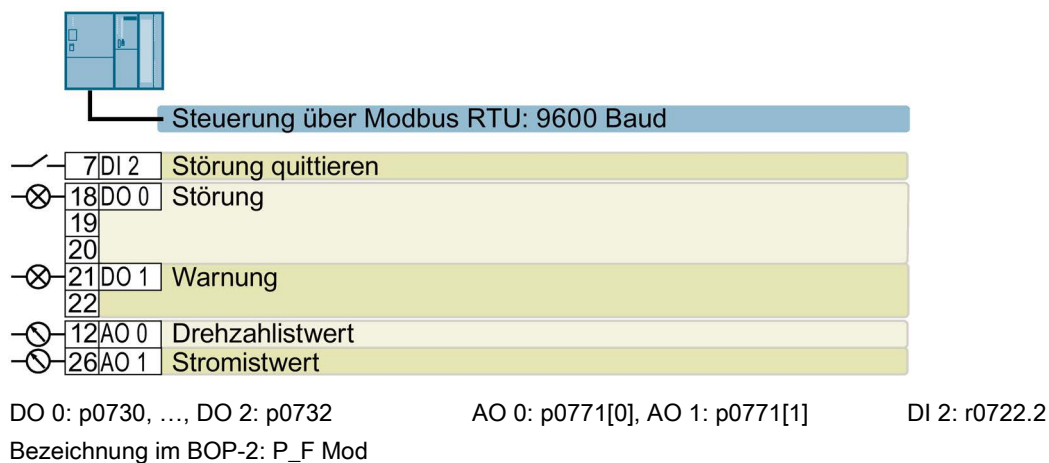 Steuerung über Modbus RTU: 9600 Baud
7 DI 2 Störung quittieren
18 DO 0 Störung
19
20
21 DO 1 Warnung
22
12 AO 0 Drehzahlistwert
26 AO 1 Stromistwert
DO 0: p0730, …, DO 2: p0732 AO 0: p0771[0], AO 1: p0771[1] DI 2: r0722.2
Bezeichnung im BOP-2: P_F Mod